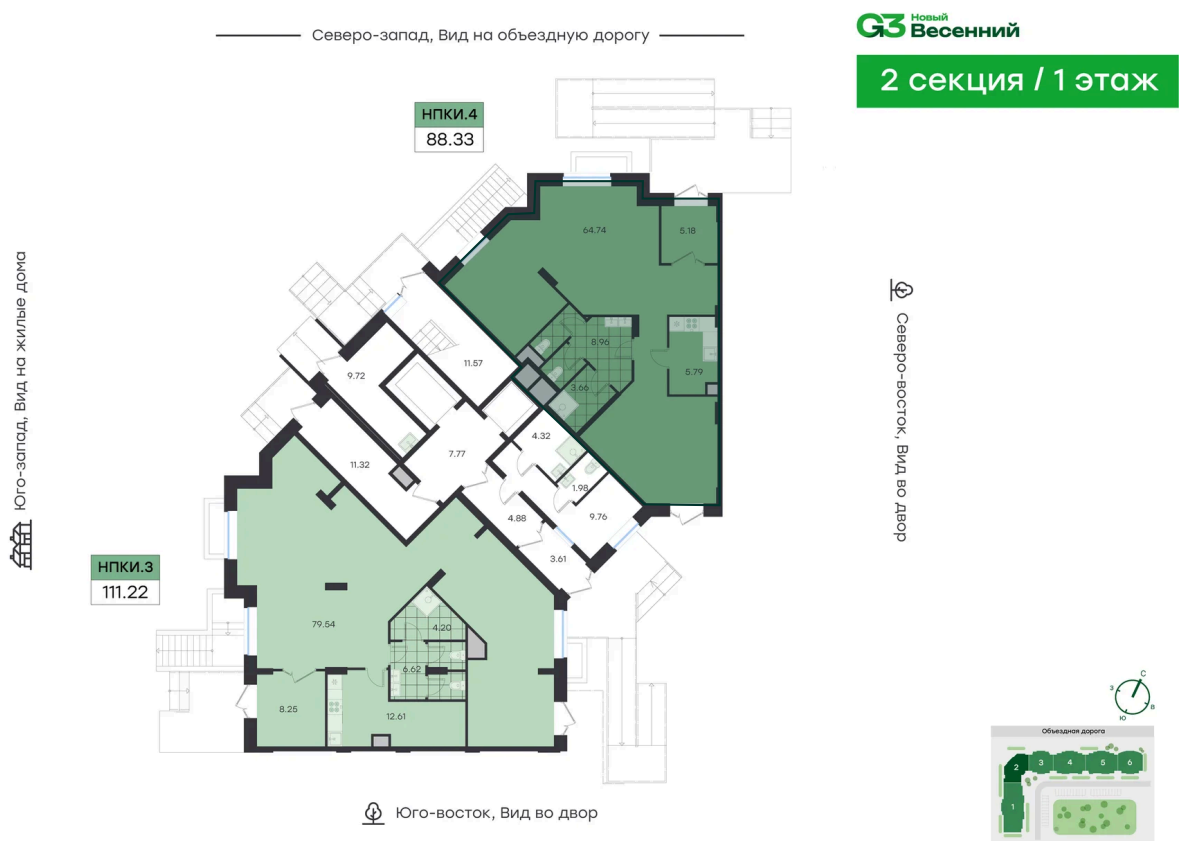 Северо-запад, Вид на объездную дорогу
G3 Новый
Весенний
2 секция / 1 этаж
НПКИ.4
88.33
64.74
5.18
8.96
5.79
3.66
11.57
9.72
4.32
7.77
11.32
1.98
9.76
4.88
3.61
Юго-запад, Вид на жилые дома
Северо-восток, Вид во двор
НПКИ.3
111.22
79.54
4.20
6.62
8.25
12.61
Юго-восток, Вид во двор
С
З
В
Ю
Объездная дорога
2
3
4
5
6
1